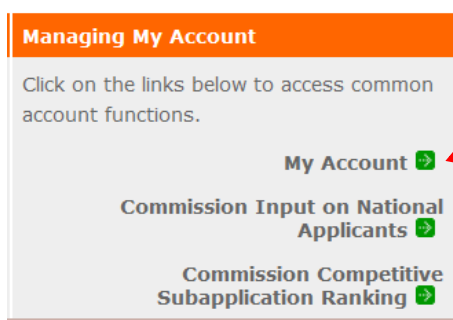 Managing My Account
Click on the links below to access common
account functions.
My Account
Commission Input on National
Applicants
Commission Competitive
Subapplication Ranking